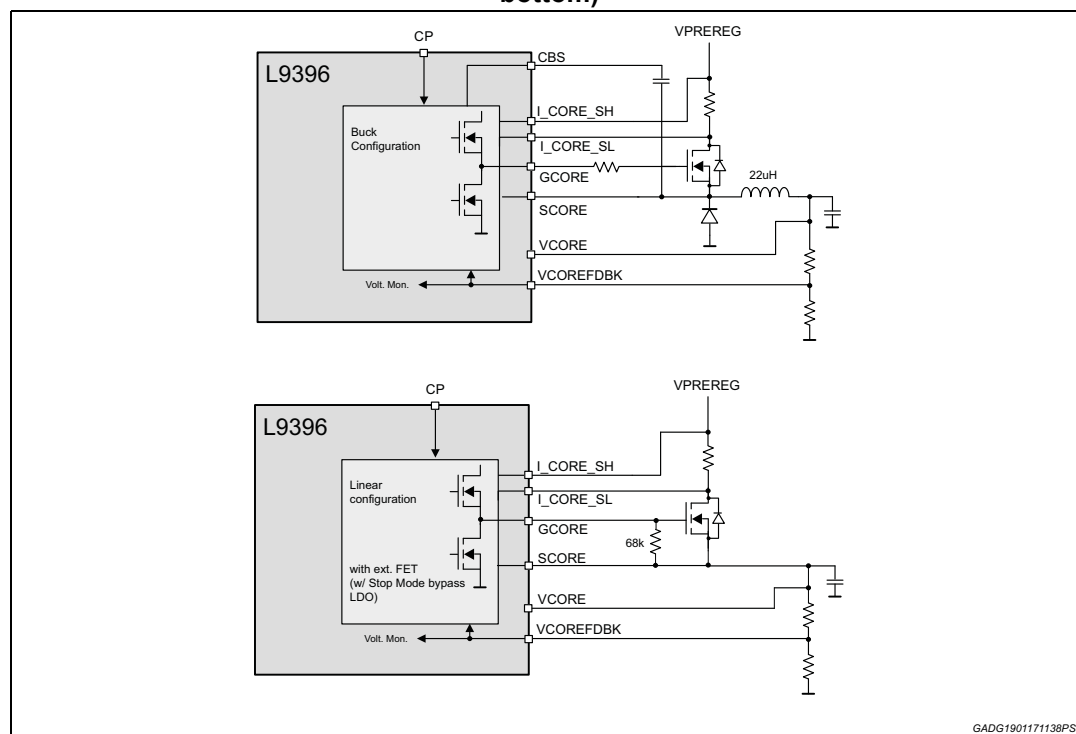 bottom)
CP
VPREREG
L9396
CBS
I_CORE_SH
Buck
Configuration
I_CORE_SL
GCORE
22uH
SCORE
VCORE
VCOREFDBK
Volt. Mon.
CP
VPREREG
L9396
I_CORE_SH
Linear
configuration
I_CORE_SL
GCORE
68k
SCORE
with ext. FET
(w/ Stop Mode bypass
LDO)
VCORE
VCOREFDBK
Volt. Mon.
GADG1901171138PS